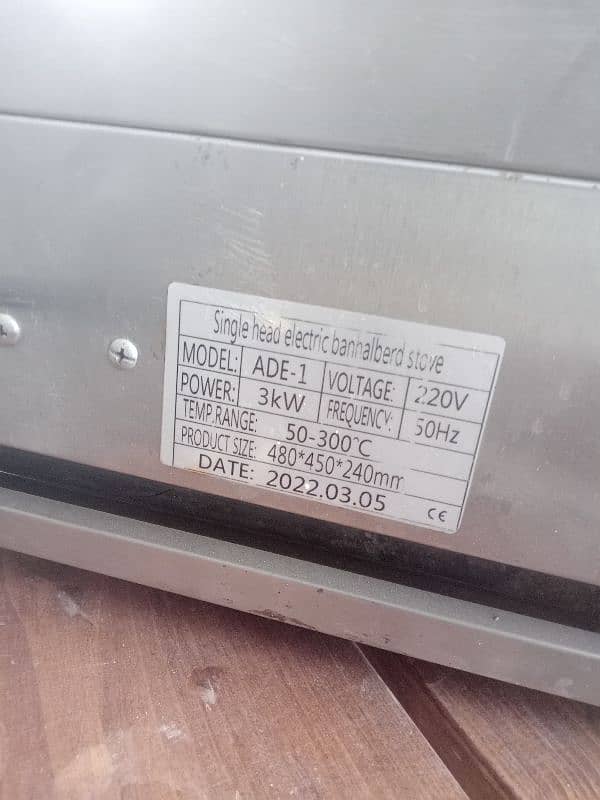 Single head electric bannalberd stove
MODEL: ADE-1 VOLTAGE: 220V
POWER: 3kW FREQUENCY: 50Hz
TEMP.RANGE: 50-300℃
PRODUCT SIZE: 480*450*240mm
DATE: 2022.03.05 CE